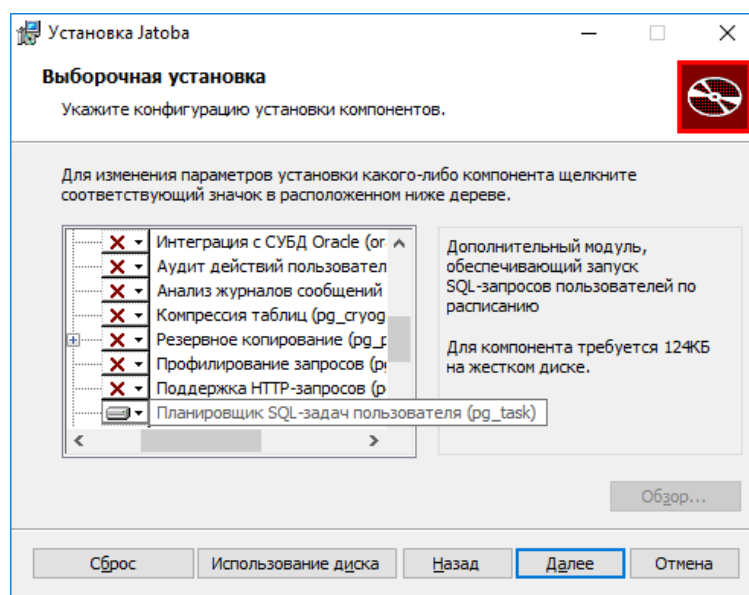 Установка Jatoba
Выборочная установка
Укажите конфигурацию установки компонентов.
Для изменения параметров установки какого-либо компонента щелкните
соответствующий значок в расположенном ниже дереве.
Интеграция с СУБД Oracle (or
Аудит действий пользовател
Анализ журналов сообщений
Компрессия таблиц (pg_cryog
Резервное копирование (pg_p
Профилирование запросов (p
Поддержка HTTP-запросов (p
Планировщик SQL-задач пользователя (pg_task)
Дополнительный модуль,
обеспечивающий запуск
SQL-запросов пользователей по
расписанию
Для компонента требуется 124КБ
на жестком диске.
Обзор...
Сброс
Использование диска
Назад
Далее
Отмена